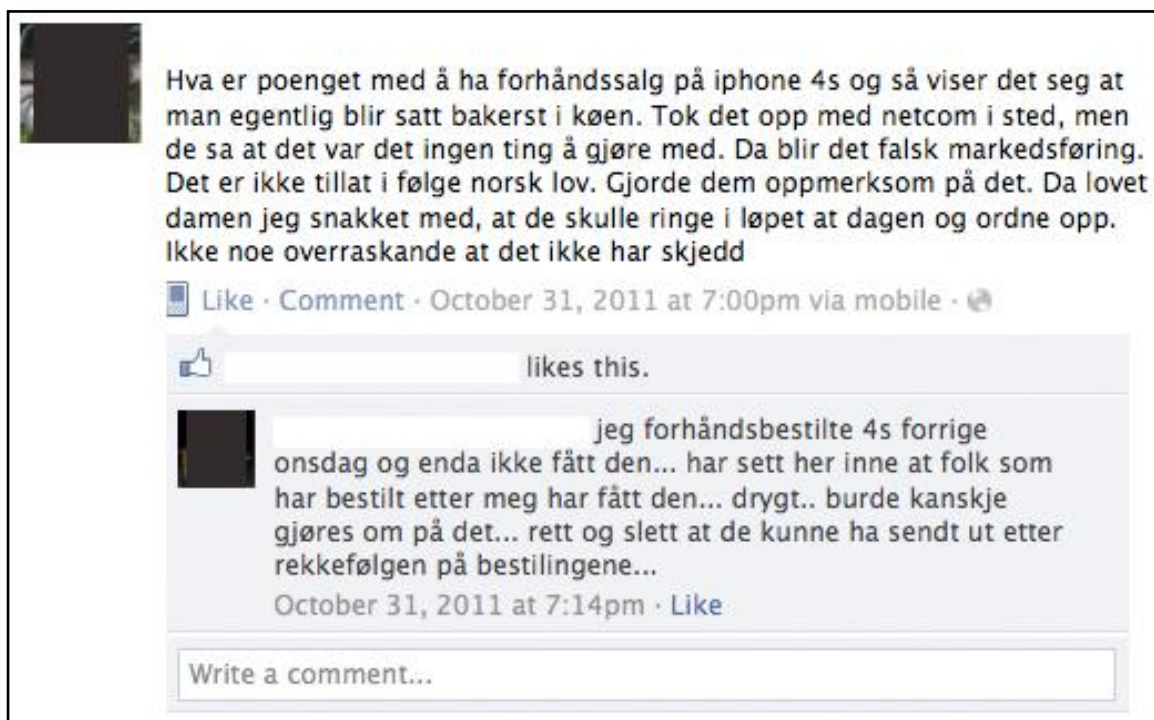 Hva er poenget med å ha forhåndssalg på iphone 4s og så viser det seg at
man egentlig blir satt bakerst i køen. Tok det opp med netcom i sted, men
de sa at det var det ingen ting å gjøre med. Da blir det falsk markedsføring.
Det er ikke tillat i følge norsk lov. Gjorde dem oppmerksom på det. Da lovet
damen jeg snakket med, at de skulle ringe i løpet at dagen og ordne opp.
Ikke noe overraskande at det ikke har skjedd
Like · Comment · October 31, 2011 at 7:00pm via mobile ·
likes this.
jeg forhåndsbestilte 4s forrige
onsdag og enda ikke fått den... har sett her inne at folk som
har bestilt etter meg har fått den... drygt.. burde kanskje
gjøres om på det... rett og slett at de kunne ha sendt ut etter
rekkefølgen på bestilingene...
October 31, 2011 at 7:14pm · Like
Write a comment...